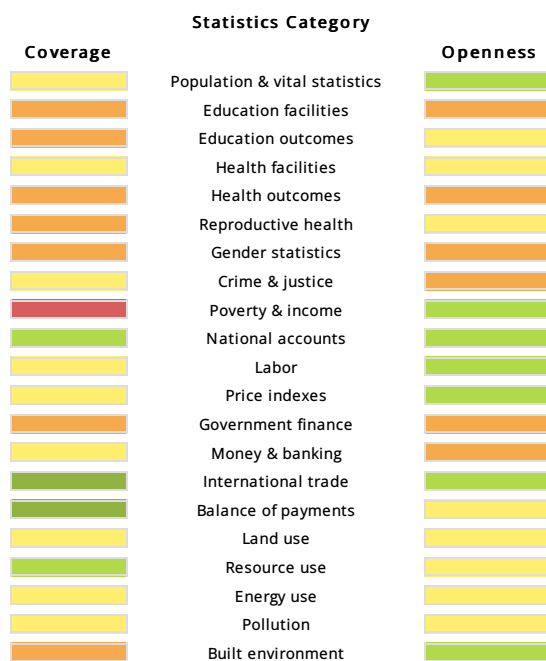 Statistics Category
Coverage Openness
Population & vital statistics
Education facilities
Education outcomes
Health facilities
Health outcomes
Reproductive health
Gender statistics
Crime & justice
Poverty & income
National accounts
Labor
Price indexes
Government finance
Money & banking
International trade
Balance of payments
Land use
Resource use
Energy use
Pollution
Built environment